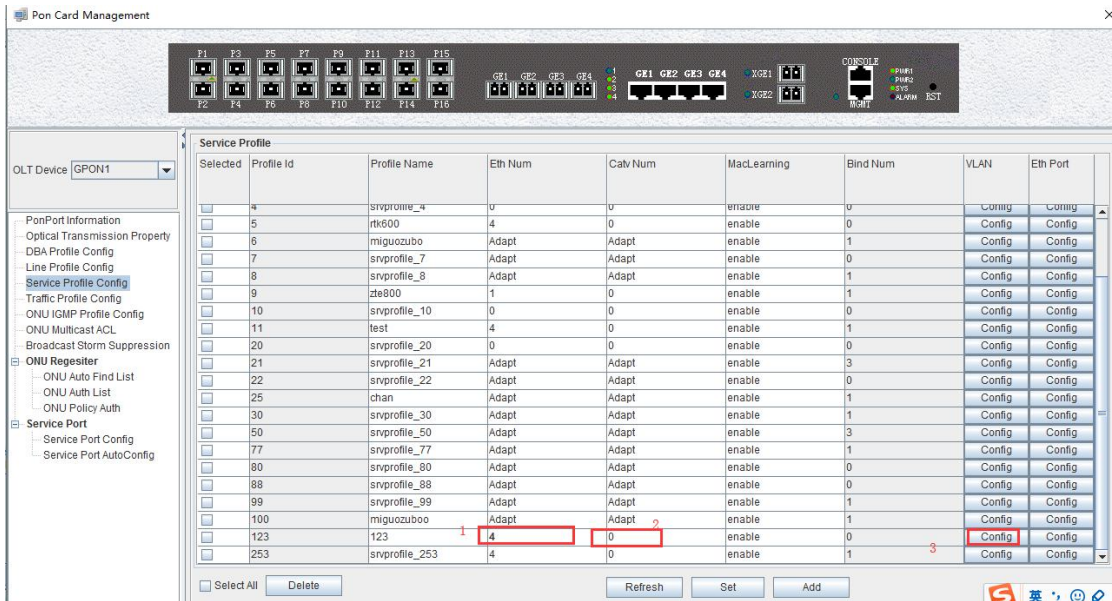 Pon Card Management
P1 P3 P5 P7 P9 P11 P13 P15
P2 P4 P6 P8 P10 P12 P14 P16
GE1 GE2 GE3 GE4
1
2
3
4
GE1 GE2 GE3 GE4
XGE1
XGE2
CONSOLE
MGMT
PWR1
PWR2
SYS
ALARM
RST
OLT Device GPON1
PonPort Information
Optical Transmission Property
DBA Profile Config
Line Profile Config
Service Profile Config
Traffic Profile Config
ONU IGMP Profile Config
ONU Multicast ACL
Broadcast Storm Suppression
ONU Regesiter
ONU Auto Find List
ONU Auth List
ONU Policy Auth
Service Port
Service Port Config
Service Port AutoConfig
Service Profile
Selected Profile Id Profile Name Eth Num Catv Num MacLearning Bind Num VLAN Eth Port
4 srvprofile_4 0 0 enable 0 Config Config
5 rtk600 4 0 enable 0 Config Config
6 miguozubo Adapt Adapt enable 1 Config Config
7 srvprofile_7 Adapt Adapt enable 0 Config Config
8 srvprofile_8 Adapt Adapt enable 1 Config Config
9 zte800 1 0 enable 1 Config Config
10 srvprofile_10 0 0 enable 0 Config Config
11 test 4 0 enable 1 Config Config
20 srvprofile_20 0 0 enable 0 Config Config
21 srvprofile_21 Adapt Adapt enable 3 Config Config
22 srvprofile_22 Adapt Adapt enable 0 Config Config
25 chan Adapt Adapt enable 1 Config Config
30 srvprofile_30 Adapt Adapt enable 1 Config Config
50 srvprofile_50 Adapt Adapt enable 3 Config Config
77 srvprofile_77 Adapt Adapt enable 1 Config Config
80 srvprofile_80 Adapt Adapt enable 0 Config Config
88 srvprofile_88 Adapt Adapt enable 0 Config Config
99 srvprofile_99 Adapt Adapt enable 1 Config Config
100 miguozuboo Adapt Adapt enable 1 Config Config
123 123 1 4 2 0 enable 0 3 Config Config
253 srvprofile_253 4 0 enable 1 Config Config
Select All Delete Refresh Set Add
S 英